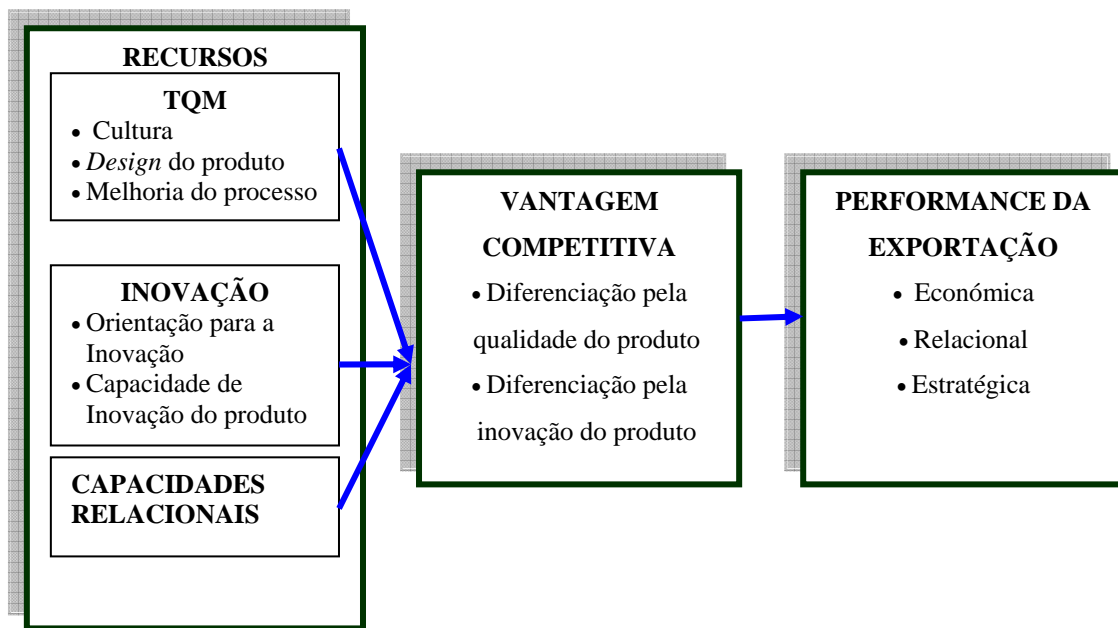 RECURSOS
TQM
• Cultura
• Design do produto
• Melhoria do processo
INOVAÇÃO
• Orientação para a
Inovação
• Capacidade de
Inovação do produto
CAPACIDADES
RELACIONAIS
VANTAGEM
COMPETITIVA
• Diferenciação pela
qualidade do produto
• Diferenciação pela
inovação do produto
PERFORMANCE DA
EXPORTAÇÃO
• Económica
• Relacional
• Estratégica